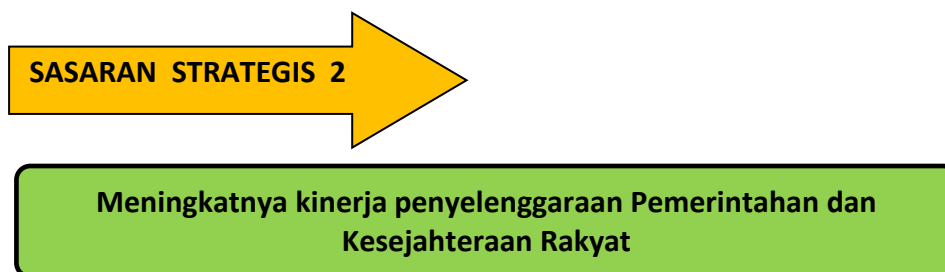 SASARAN STRATEGIS 2
Meningkatnya kinerja penyelenggaraan Pemerintahan dan
Kesejahteraan Rakyat